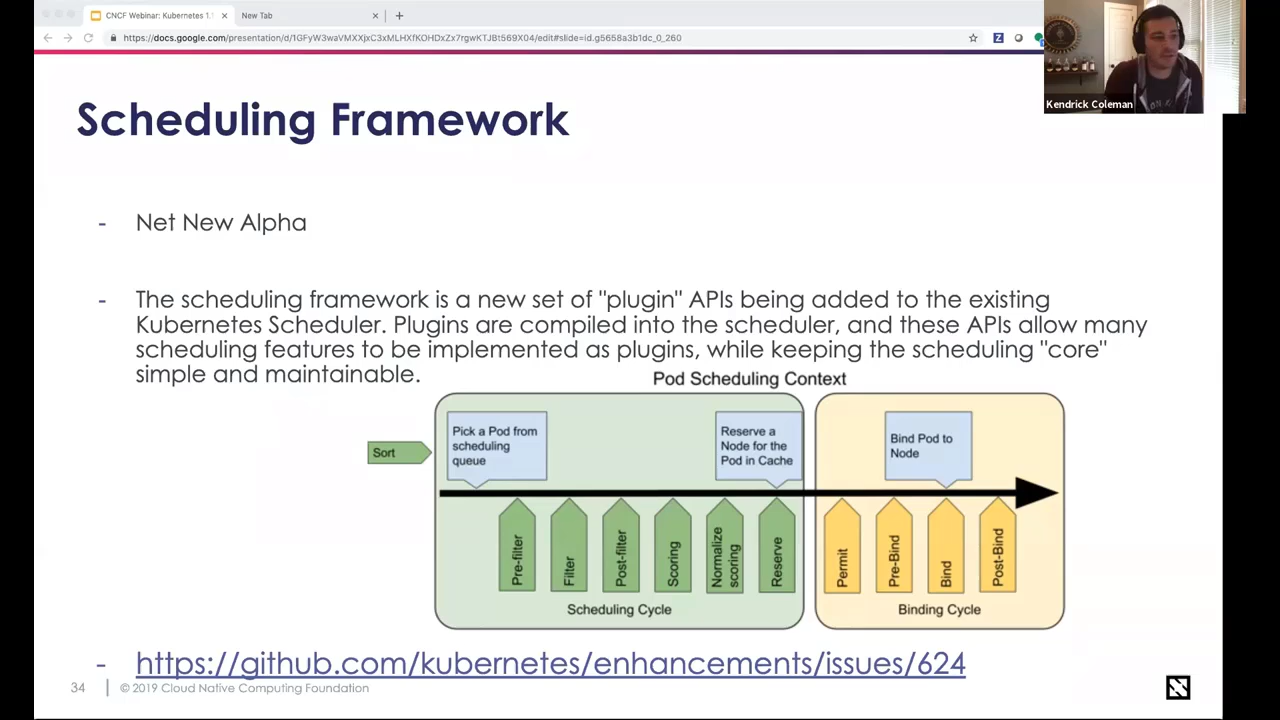 CNCF Webinar: Kubernetes 1.
New Tab
https://docs.google.com/presentation/d/1GFyW3waVMXXjxC3xMLHXfKOHDxZx7rgwKTJBt569X04/edit#slide=id.g5658a3b1dc_0_260
Kendrick Coleman
Scheduling Framework
- Net New Alpha
- The scheduling framework is a new set of "plugin" APIs being added to the existing
Kubernetes Scheduler. Plugins are compiled into the scheduler, and these APIs allow many
scheduling features to be implemented as plugins, while keeping the scheduling "core"
simple and maintainable.
Pod Scheduling Context
Sort
Pick a Pod from
scheduling
queue
Reserve a
Node for the
Pod in Cache
Bind Pod to
Node
Pre-filter
Filter
Post-filter
Scoring
Normalize
scoring
Reserve
Permit
Pre-Bind
Bind
Post-Bind
Scheduling Cycle
Binding Cycle
- https://github.com/kubernetes/enhancements/issues/624
34 | © 2019 Cloud Native Computing Foundation